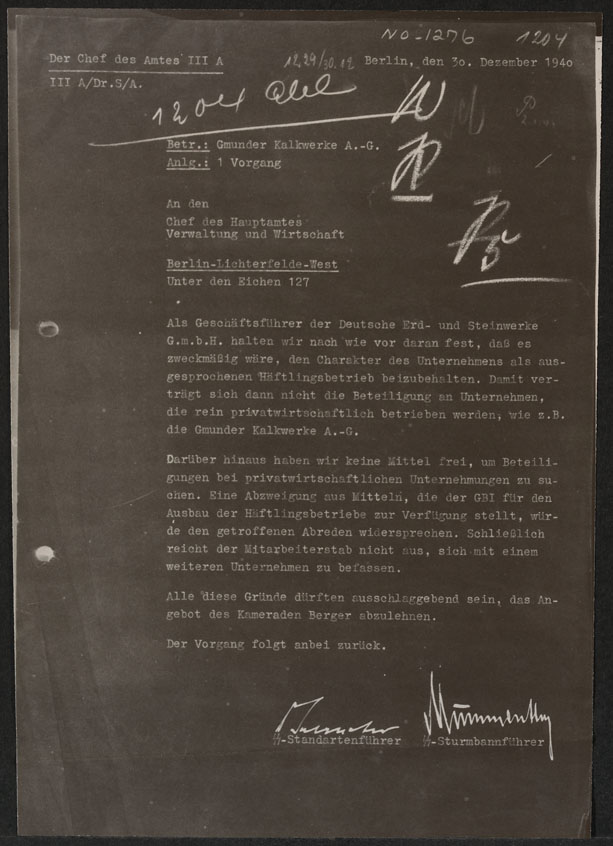 NO-1276 1204
Der Chef des Amtes III A 12,29/30.12 Berlin, den 30. Dezember 1940
III A/Dr.S/A.
1204
Betr.: Gmunder Kalkwerke A.-G.
Anlg.: 1 Vorgang
An den
Chef des Hauptamtes
Verwaltung und Wirtschaft
Berlin-Lichterfelde-West
Unter den Eichen 127
Als Geschäftsführer der Deutsche Erd- und Steinwerke
G.m.b.H. halten wir nach wie vor daran fest, daß es
zweckmäßig wäre, den Charakter des Unternehmens als aus-
gesprochenen Häftlingsbetrieb beizubehalten. Damit ver-
trägt sich dann nicht die Beteiligung an Unternehmen,
die rein privatwirtschaftlich betrieben werden, wie z.B.
die Gmunder Kalkwerke A.-G.
Darüber hinaus haben wir keine Mittel frei, um Beteili-
gungen bei privatwirtschaftlichen Unternehmungen zu su-
chen. Eine Abzweigung aus Mitteln, die der GBI für den
Ausbau der Häftlingsbetriebe zur Verfügung stellt, wür-
de den getroffenen Abreden widersprechen. Schließlich
reicht der Mitarbeiterstab nicht aus, sich mit einem
weiteren Unternehmen zu befassen.
Alle diese Gründe dürften ausschlaggebend sein, das An-
gebot des Kameraden Berger abzulehnen.
Der Vorgang folgt anbei zurück.
Mummenthey
SS-Standartenführer SS-Sturmbannführer